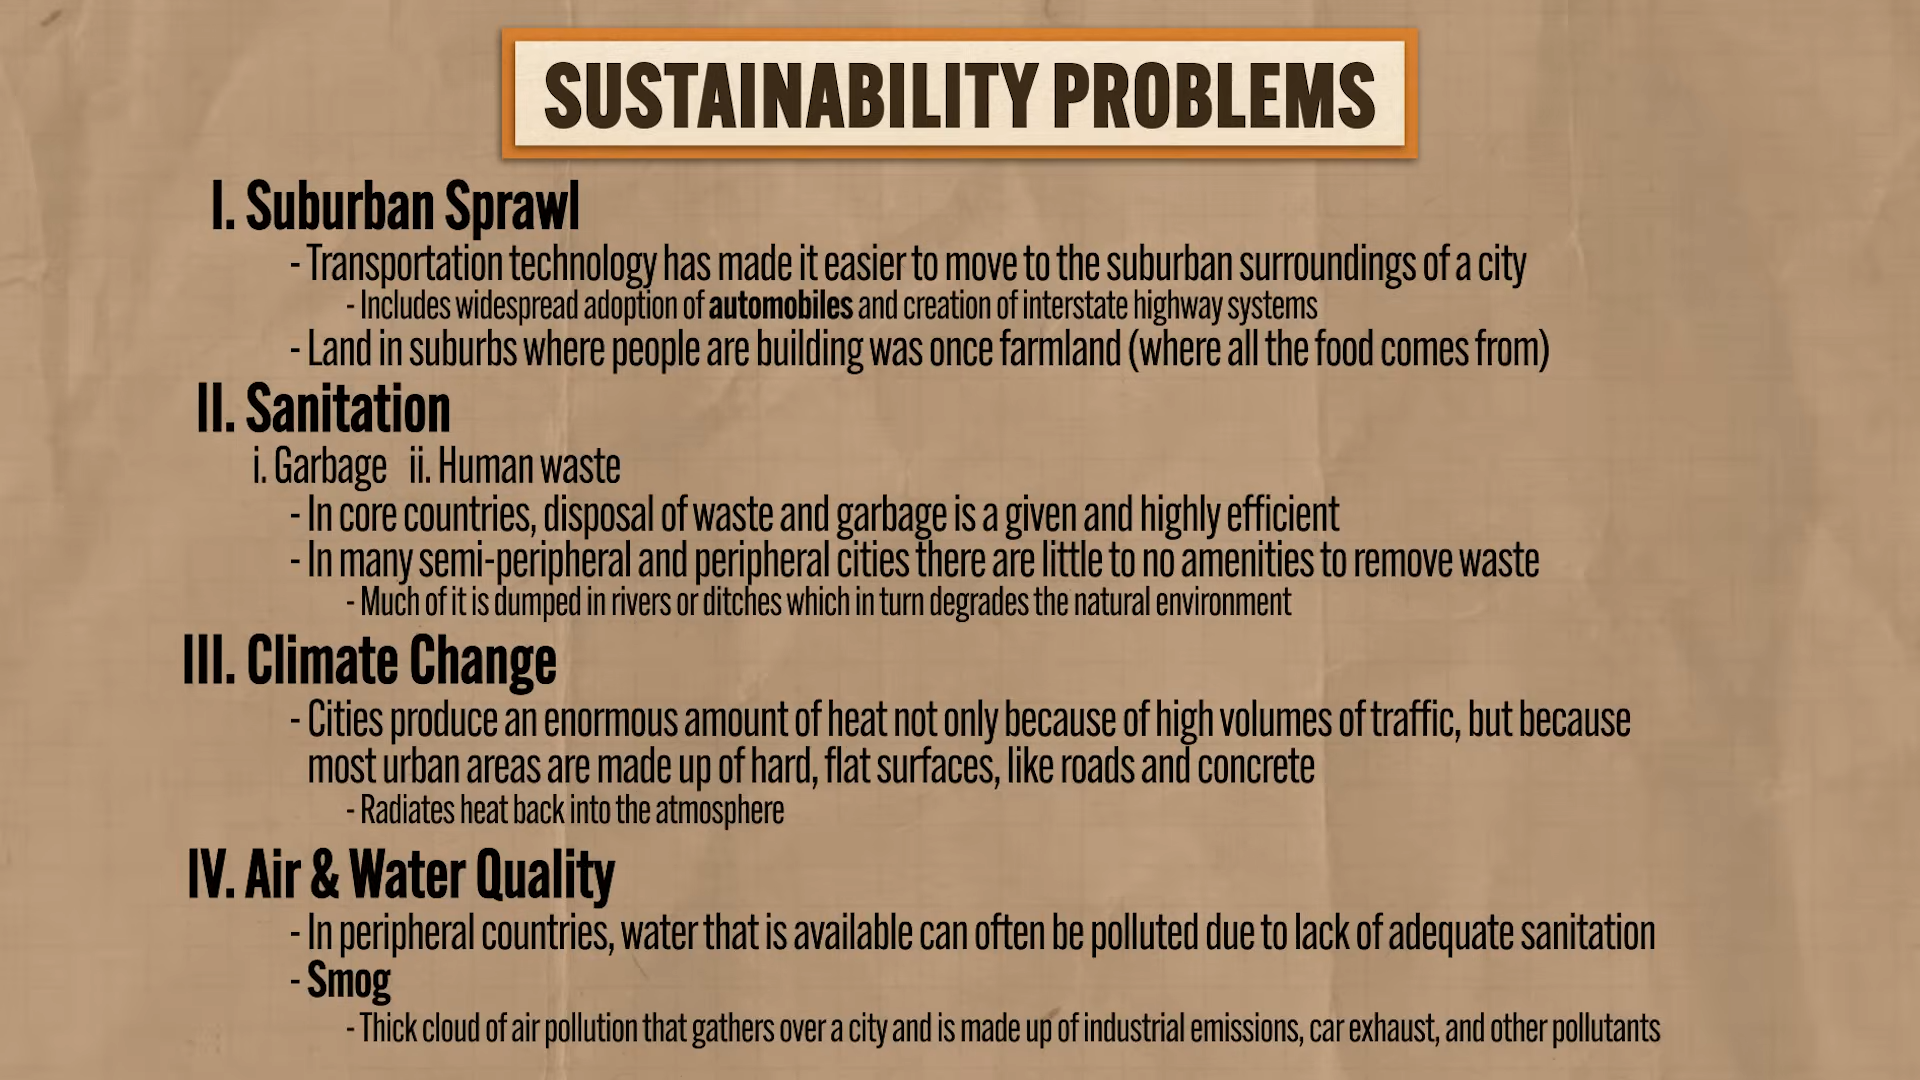 SUSTAINABILITY PROBLEMS
I. Suburban Sprawl
- Transportation technology has made it easier to move to the suburban surroundings of a city
- Includes widespread adoption of automobiles and creation of interstate highway systems
- Land in suburbs where people are building was once farmland (where all the food comes from)
II. Sanitation
i. Garbage ii. Human waste
- In core countries, disposal of waste and garbage is a given and highly efficient
- In many semi-peripheral and peripheral cities there are little to no amenities to remove waste
- Much of it is dumped in rivers or ditches which in turn degrades the natural environment
III. Climate Change
- Cities produce an enormous amount of heat not only because of high volumes of traffic, but because
most urban areas are made up of hard, flat surfaces, like roads and concrete
- Radiates heat back into the atmosphere
IV. Air & Water Quality
- In peripheral countries, water that is available can often be polluted due to lack of adequate sanitation
- Smog
- Thick cloud of air pollution that gathers over a city and is made up of industrial emissions, car exhaust, and other pollutants